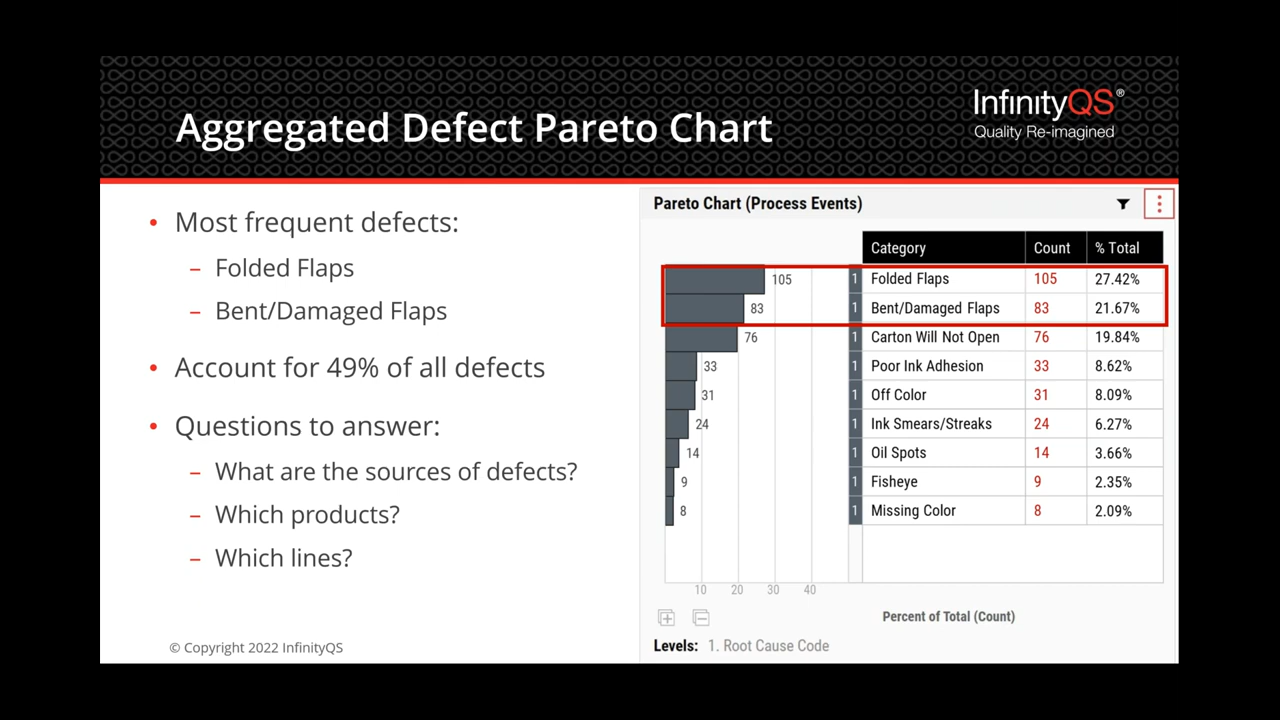 Aggregated Defect Pareto Chart
InfinityQS®
Quality Re-imagined
• Most frequent defects:
– Folded Flaps
– Bent/Damaged Flaps
• Account for 49% of all defects
• Questions to answer:
– What are the sources of defects?
– Which products?
– Which lines?
© Copyright 2022 InfinityQS
Pareto Chart (Process Events)
Category Count % Total
105 1 Folded Flaps 105 27.42%
83 1 Bent/Damaged Flaps 83 21.67%
76 1 Carton Will Not Open 76 19.84%
33 1 Poor Ink Adhesion 33 8.62%
31 1 Off Color 31 8.09%
24 1 Ink Smears/Streaks 24 6.27%
14 1 Oil Spots 14 3.66%
9 1 Fisheye 9 2.35%
8 1 Missing Color 8 2.09%
10 20 30 40
Percent of Total (Count)
Levels: 1. Root Cause Code